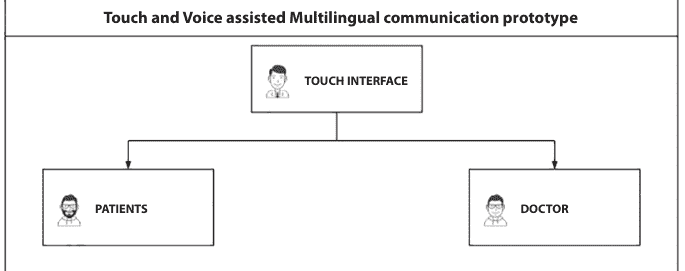 Touch and Voice assisted Multilingual communication prototype
TOUCH INTERFACE
PATIENTS
DOCTOR